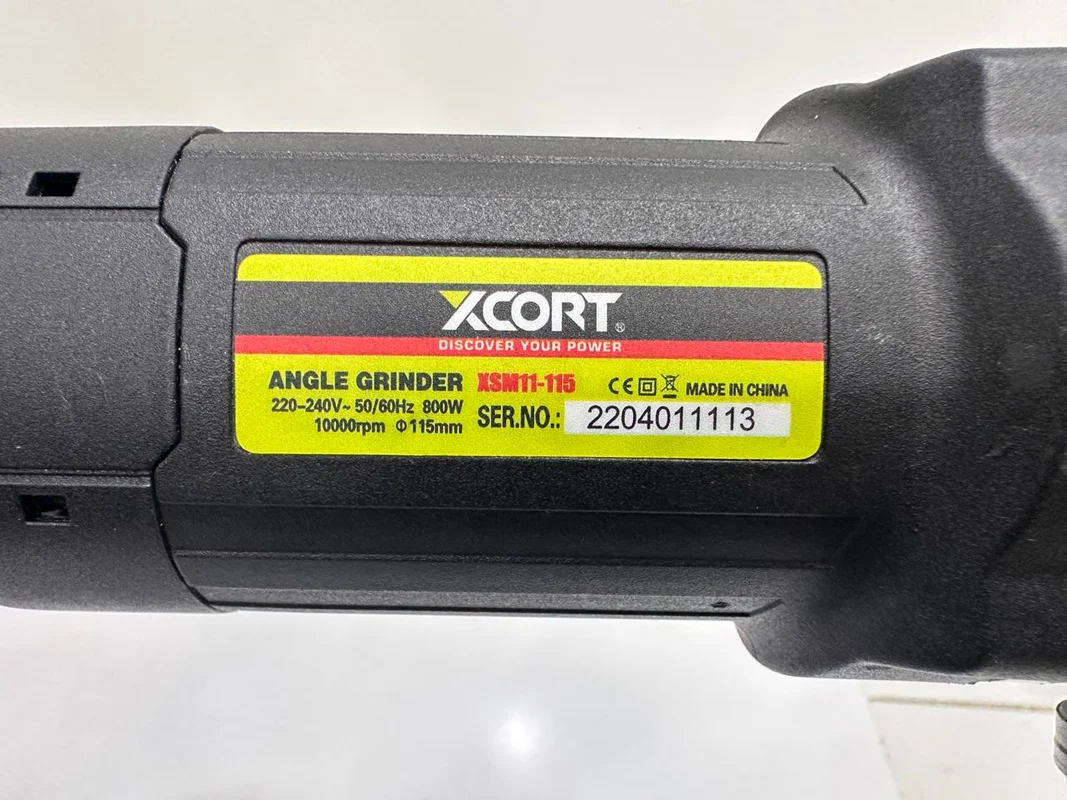 XCORT®
DISCOVER YOUR POWER
ANGLE GRINDER XSM11-115 CE MADE IN CHINA
220-240V~ 50/60Hz 800W
10000rpm Φ115mm
SER.NO.: 2204011113